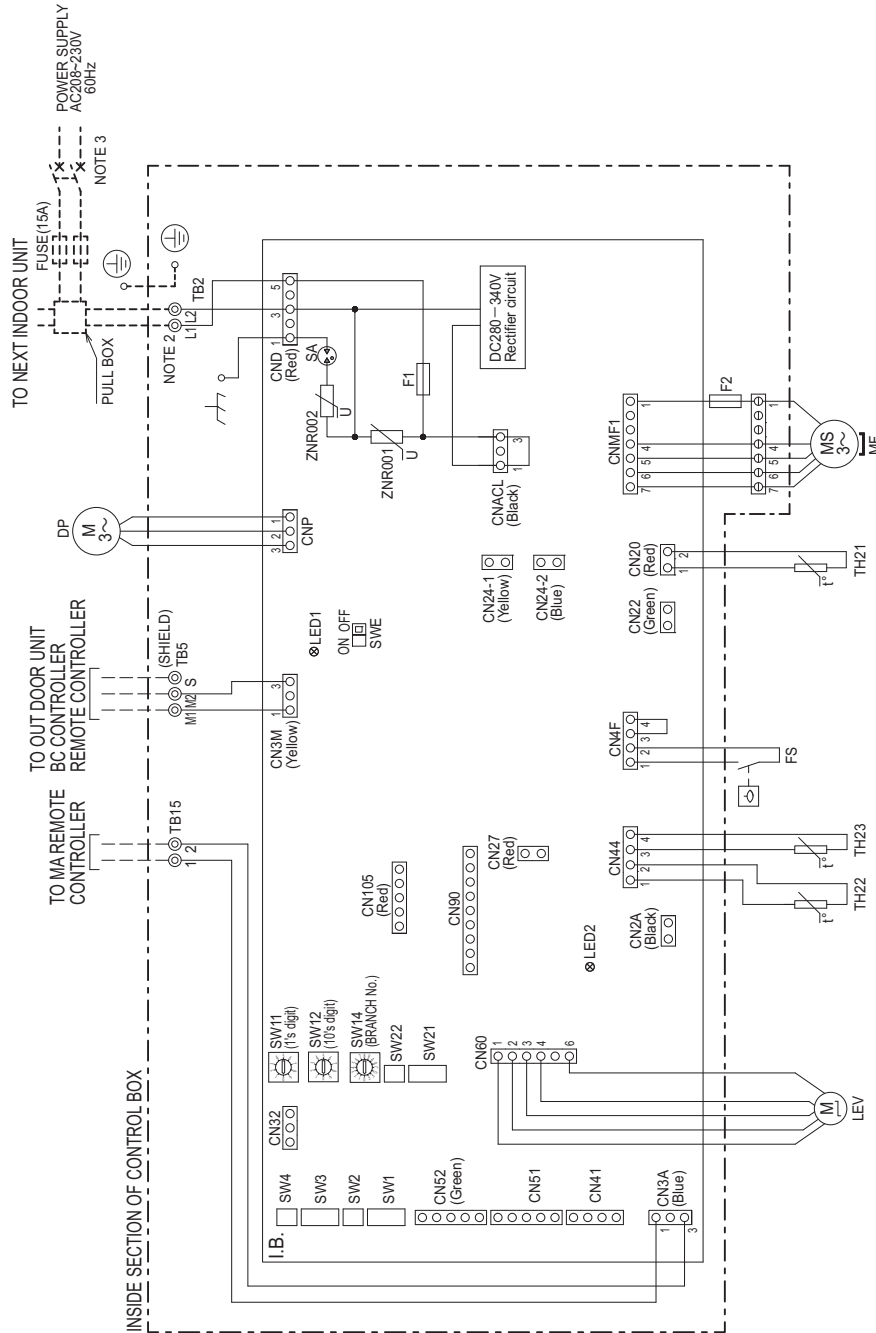 INSIDE SECTION OF CONTROL BOX
TO MA REMOTE
CONTROLLER
TO OUT DOOR UNIT
BC CONTROLLER
REMOTE CONTROLLER
TO NEXT INDOOR UNIT
FUSE(15A)
POWER SUPPLY
AC208~230V
60Hz
NOTE 3
PULL BOX
NOTE 2
TB15
1 2
(SHIELD)
TB5
M1 M2 S
DP
M
3~
TB2
L1 L2
I.B.
SW4
SW3
SW2
SW1
CN52
(Green)
CN51
CN41
CN3A
(Blue)
1
3
CN32
SW11
(1's digit)
SW12
(10's digit)
SW14
(BRANCH No.)
SW22
SW21
CN60
1
2
3
4
6
M
LEV
CN105
(Red)
CN90
CN27
(Red)
LED2
CN2A
(Black)
CN44
1 2 3 4
t°
TH22
t°
TH23
CN3M
(Yellow)
1 3
LED1
ON OFF
SWE
CNP
3 2 1
CN4F
1 2 3 4
FS
CN24-1
(Yellow)
CN24-2
(Blue)
CN22
(Green)
CN20
(Red)
1 2
t°
TH21
CND
(Red)
1 3 5
SA
ZNR002
U
ZNR001
U
F1
CNACL
(Black)
1 3
DC280－340V
Rectifier circuit
CNMF1
7 6 5 4 1
F2
7 6 5 4 1
MS
3~
MF